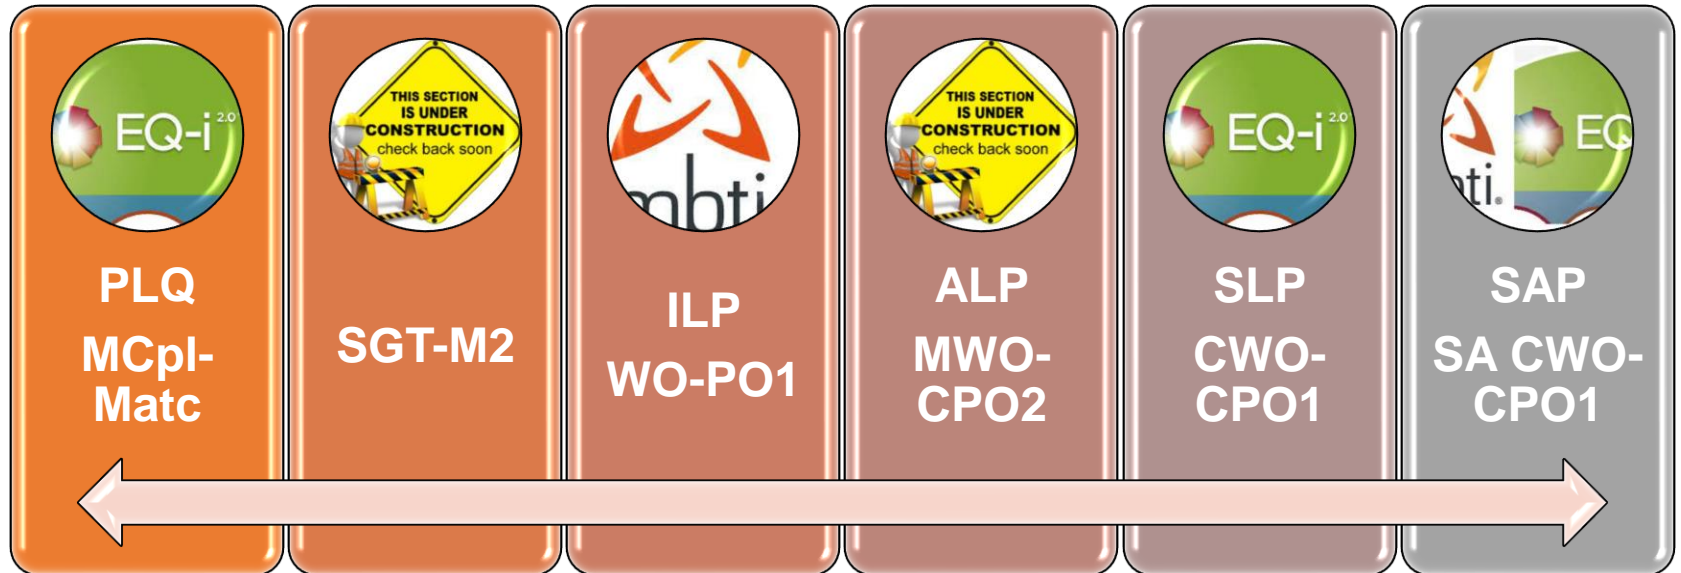 EQ-i 2.0
PLQ
MCpl-
Matc
THIS SECTION
IS UNDER
CONSTRUCTION
check back soon
SGT-M2
mbti
ILP
WO-PO1
THIS SECTION
IS UNDER
CONSTRUCTION
check back soon
ALP
MWO-
CPO2
EQ-i 2.0
SLP
CWO-
CPO1
ti.
EQ
SAP
SA CWO-
CPO1